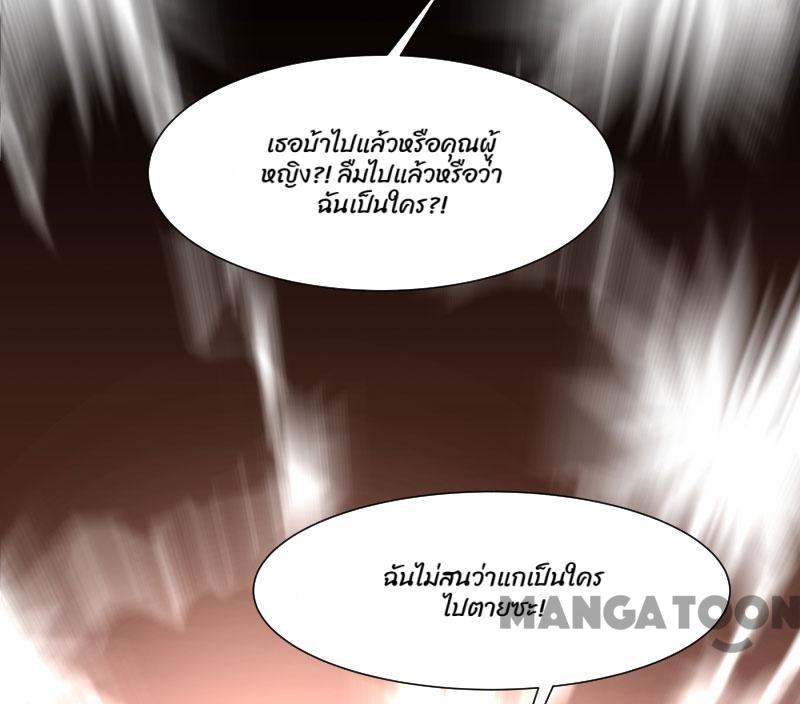 เธอบ้าไปแล้วหรือคุณผู้
หญิง?! ลืมไปแล้วหรือว่า
ฉันเป็นใคร?!
ฉันไม่สนว่าแกเป็นใคร
ไปตายซะ!
MANGATOON